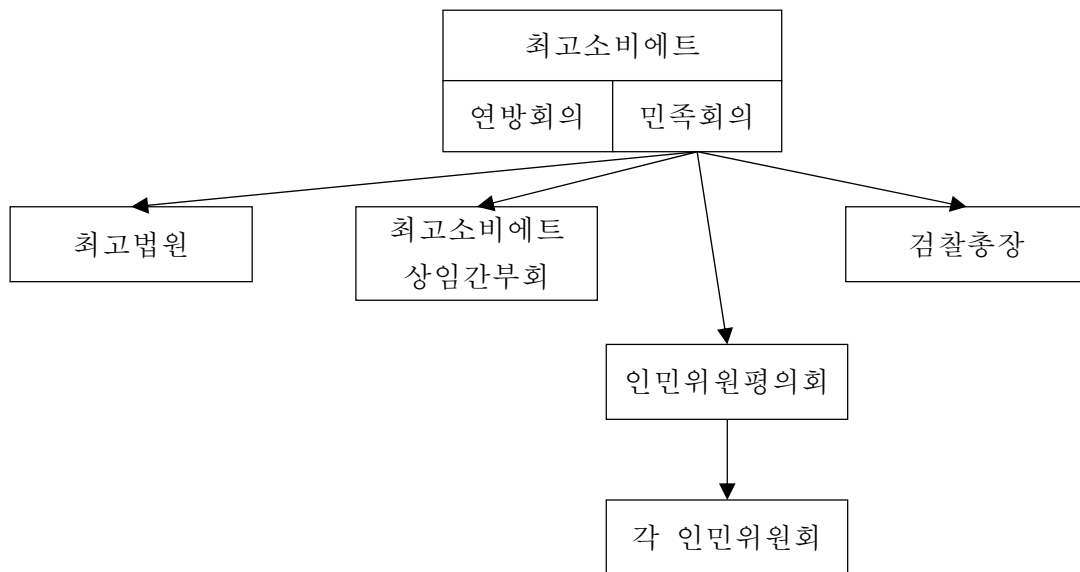 최고소비에트
연방회의
민족회의
최고법원
최고소비에트
상임간부회
검찰총장
인민위원평의회
각 인민위원회